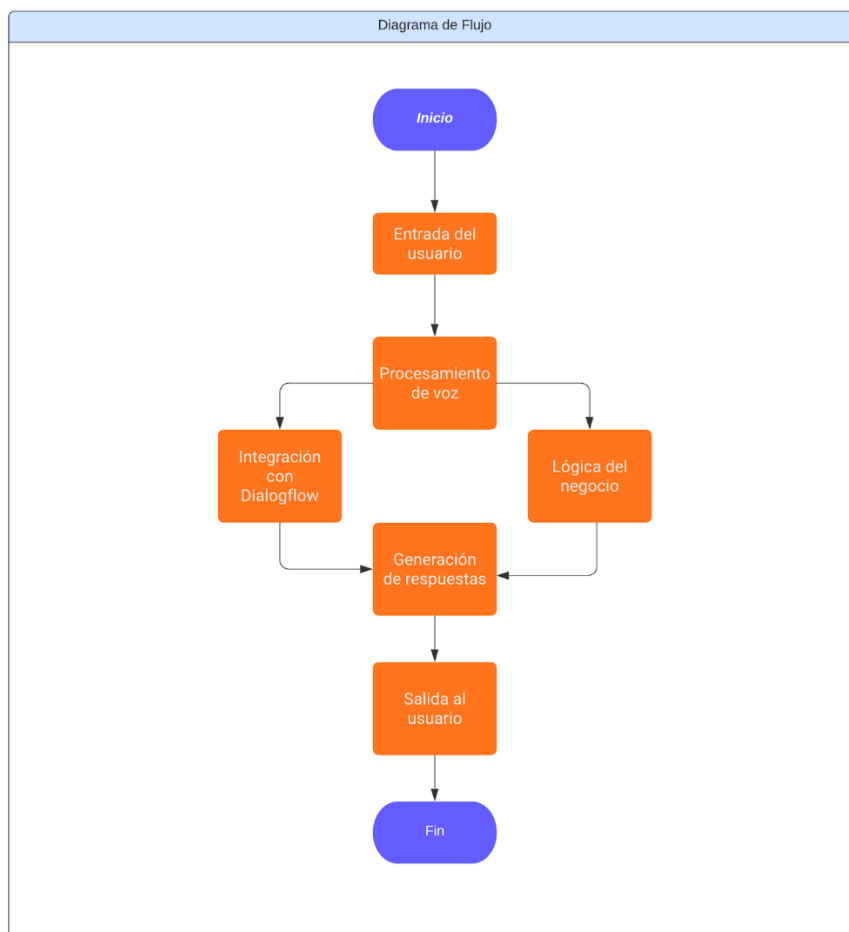 Diagrama de Flujo
Inicio
Entrada del
usuario
Procesamiento
de voz
Integración
con
Dialogflow
Lógica del
negocio
Generación
de respuestas
Salida al
usuario
Fin